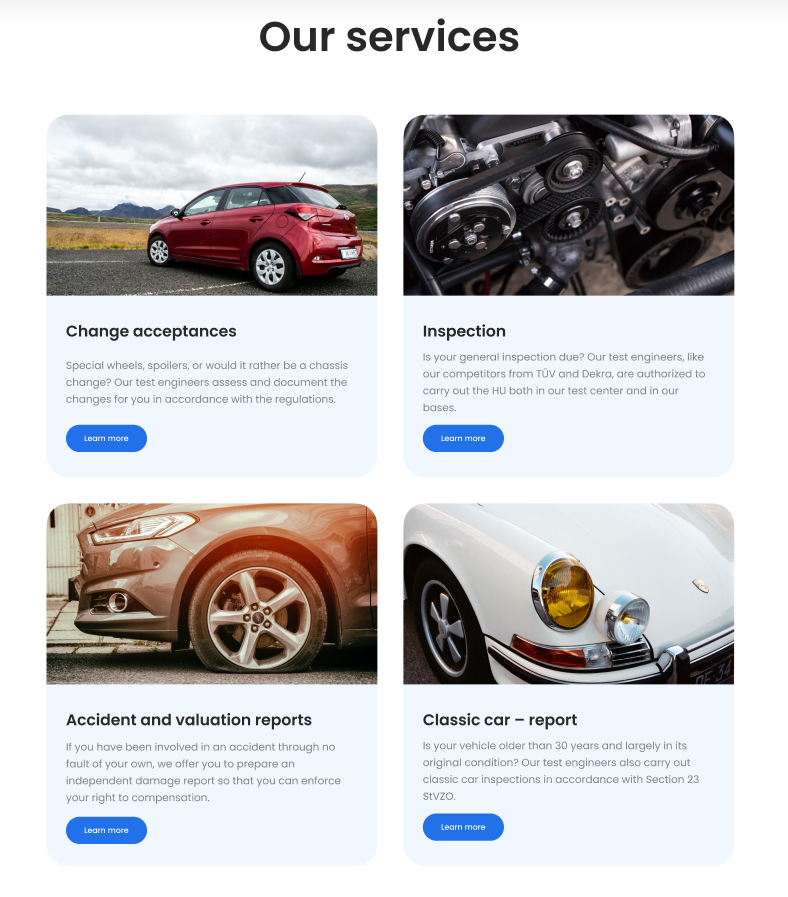 Our services
Change acceptances
Special wheels, spoilers, or would it rather be a chassis
change? Our test engineers assess and document the
changes for you in accordance with the regulations.
Learn more
Inspection
Is your general inspection due? Our test engineers, like
our competitors from TÜV and Dekra, are authorized to
carry out the HU both in our test center and in our
bases.
Learn more
Accident and valuation reports
If you have been involved in an accident through no
fault of your own, we offer you to prepare an
independent damage report so that you can enforce
your right to compensation.
Learn more
Classic car – report
Is your vehicle older than 30 years and largely in its
original condition? Our test engineers also carry out
classic car inspections in accordance with Section 23
StVZO.
Learn more